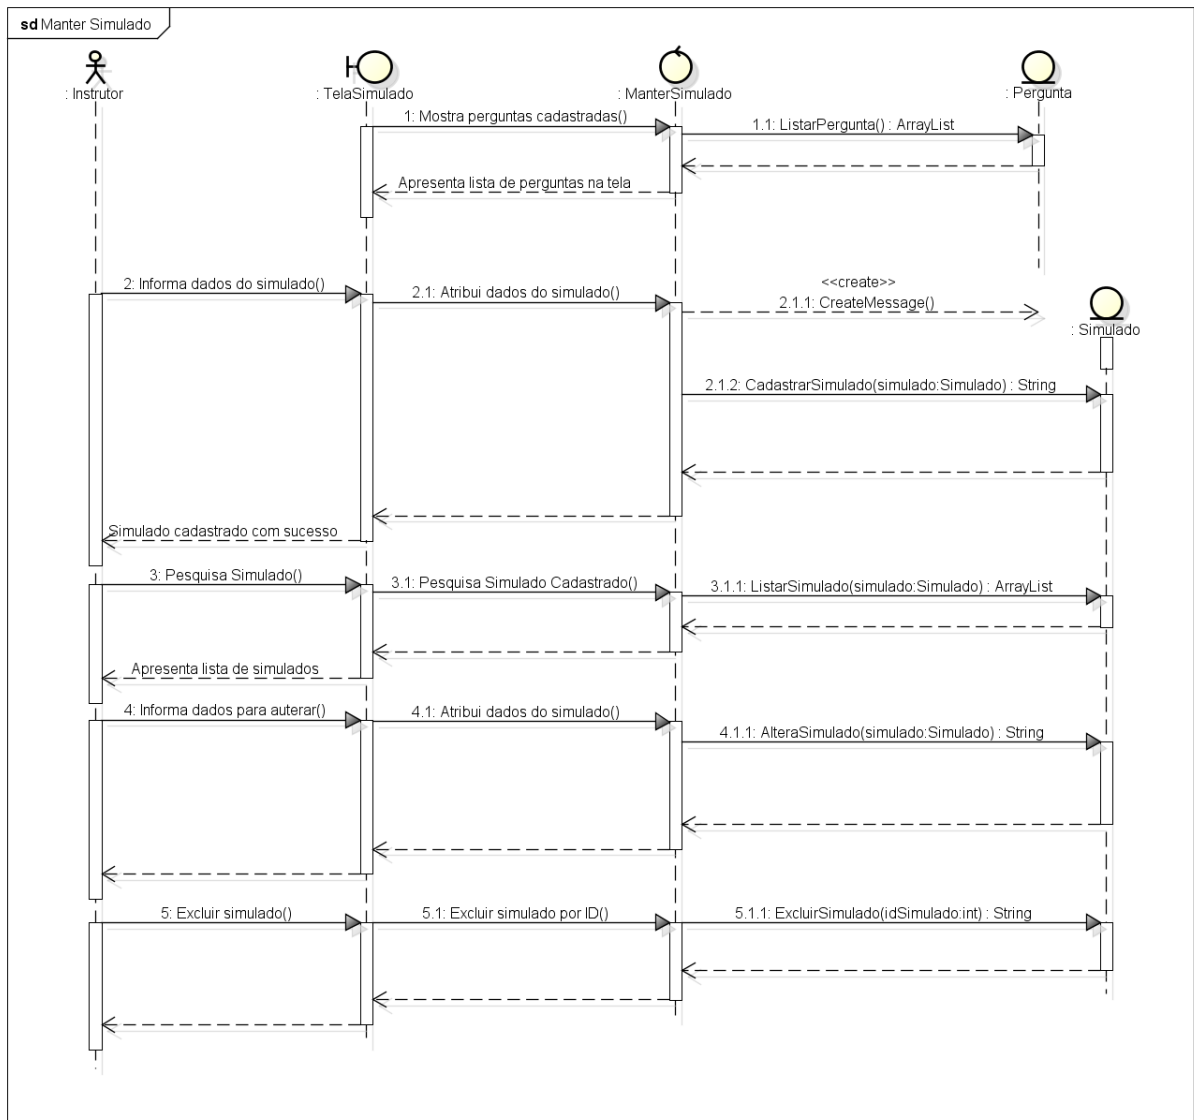 sd Manter Simulado
: Instrutor
: TelaSimulado
: ManterSimulado
: Pergunta
1: Mostra perguntas cadastradas()
1.1: ListarPergunta() : ArrayList
Apresenta lista de perguntas na tela
2: Informa dados do simulado()
2.1: Atribui dados do simulado()
<<create>>
2.1.1: CreateMessage()
: Simulado
2.1.2: CadastrarSimulado(simulado:Simulado) : String
Simulado cadastrado com sucesso
3: Pesquisa Simulado()
3.1: Pesquisa Simulado Cadastrado()
3.1.1: ListarSimulado(simulado:Simulado) : ArrayList
Apresenta lista de simulados
4: Informa dados para auterar()
4.1: Atribui dados do simulado()
4.1.1: AlteraSimulado(simulado:Simulado) : String
5: Excluir simulado()
5.1: Excluir simulado por ID()
5.1.1: ExcluirSimulado(idSimulado:int) : String